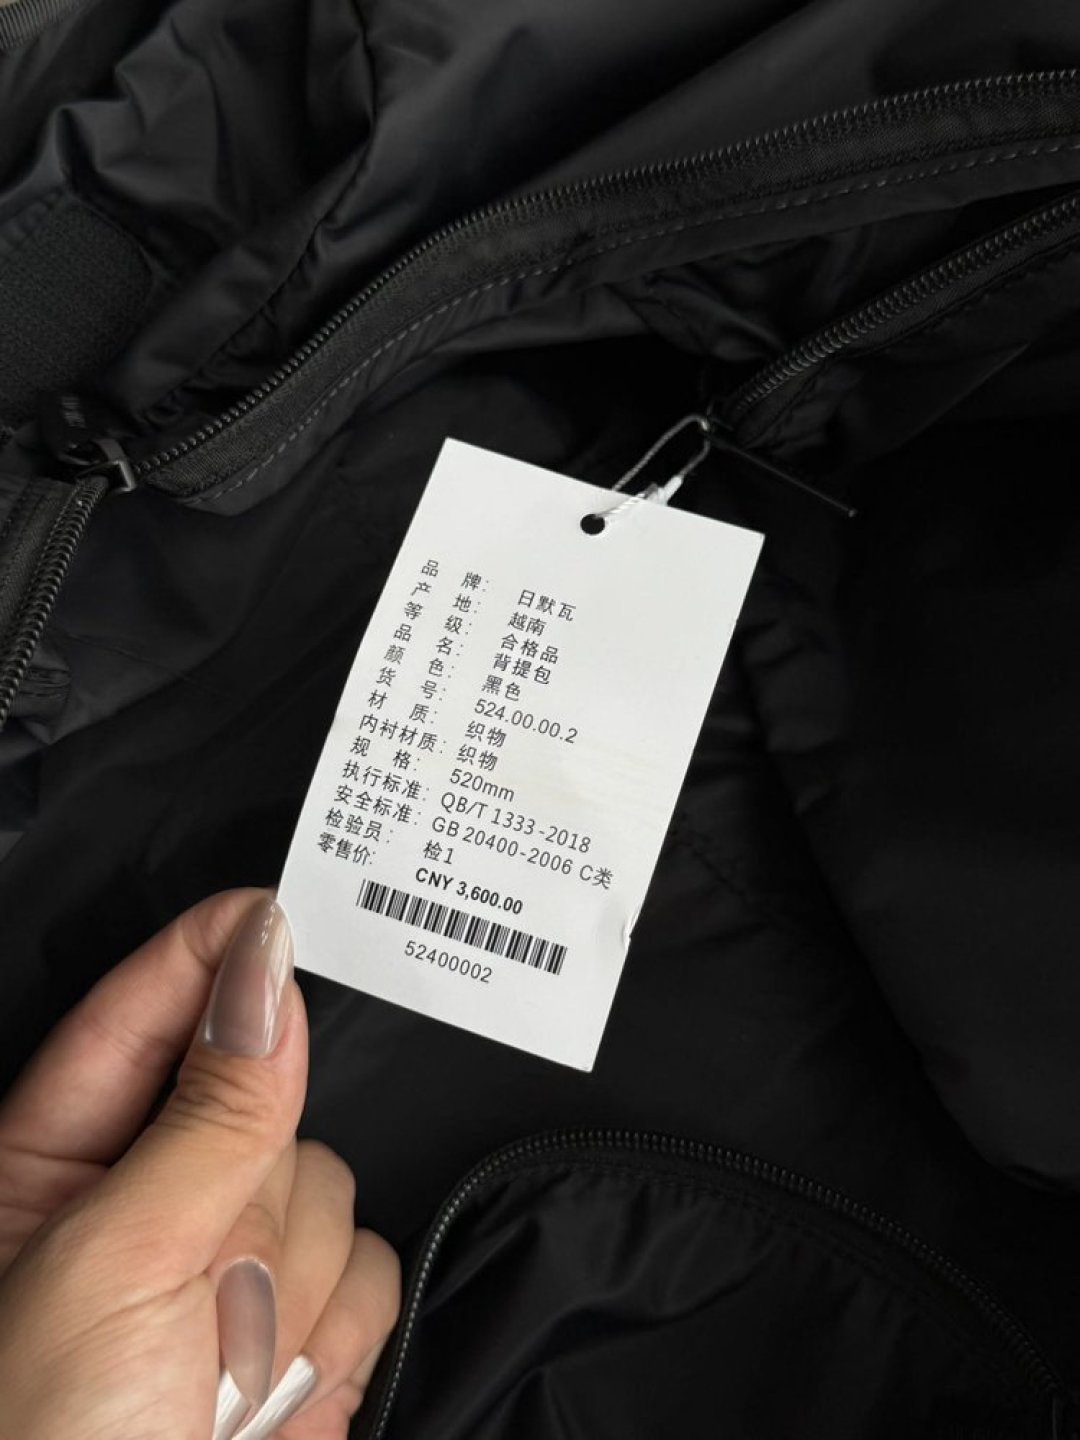 品 牌: 日默瓦
产 地: 越南
等 级: 合格品
品 名: 背提包
颜 色: 黑色
货 号: 524.00.00.2
材 质: 织物
内衬材质: 织物
规 格: 520mm
执行标准: QB/T 1333-2018
安全标准: GB 20400-2006 C类
检验员: 检1
零售价: CNY 3,600.00
52400002